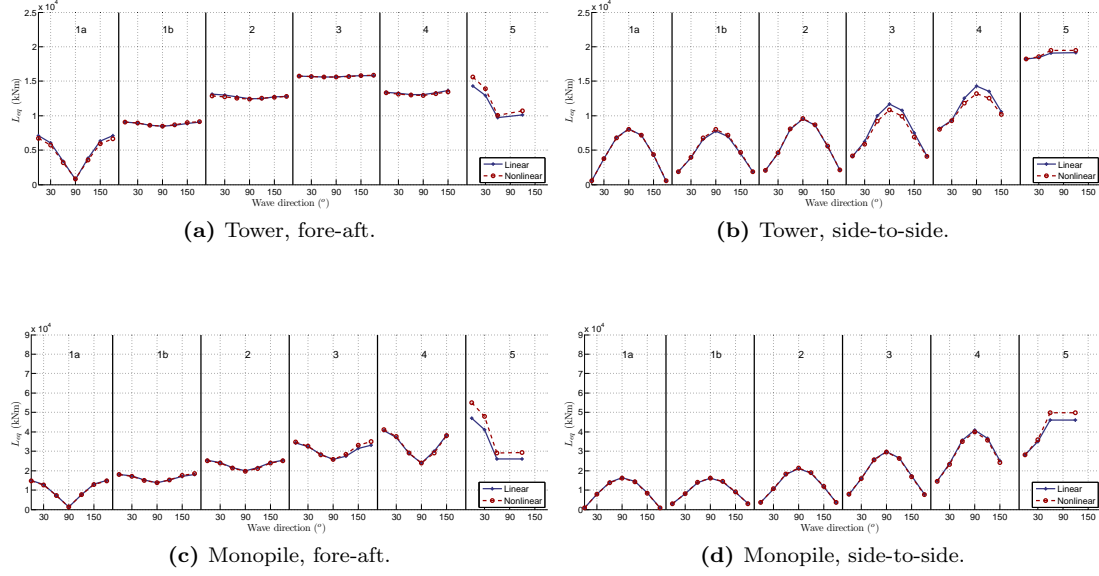 x 10⁴
2.5
2
1.5
1
0.5
0
L_eq (kNm)
1a 1b 2 3 4 5
30 90 150 30 90 150 30 90 150 30 90 150 30 90 150 30 90 150
Wave direction (°)
Linear
Nonlinear
(a) Tower, fore-aft.
x 10⁴
2.5
2
1.5
1
0.5
0
L_eq (kNm)
1a 1b 2 3 4 5
30 90 150 30 90 150 30 90 150 30 90 150 30 90 150 30 90 150
Wave direction (°)
Linear
Nonlinear
(b) Tower, side-to-side.
x 10⁴
9
8
7
6
5
4
3
2
1
0
L_eq (kNm)
1a 1b 2 3 4 5
30 90 150 30 90 150 30 90 150 30 90 150 30 90 150 30 90 150
Wave direction (°)
Linear
Nonlinear
(c) Monopile, fore-aft.
x 10⁴
9
8
7
6
5
4
3
2
1
0
L_eq (kNm)
1a 1b 2 3 4 5
30 90 150 30 90 150 30 90 150 30 90 150 30 90 150 30 90 150
Wave direction (°)
Linear
Nonlinear
(d) Monopile, side-to-side.